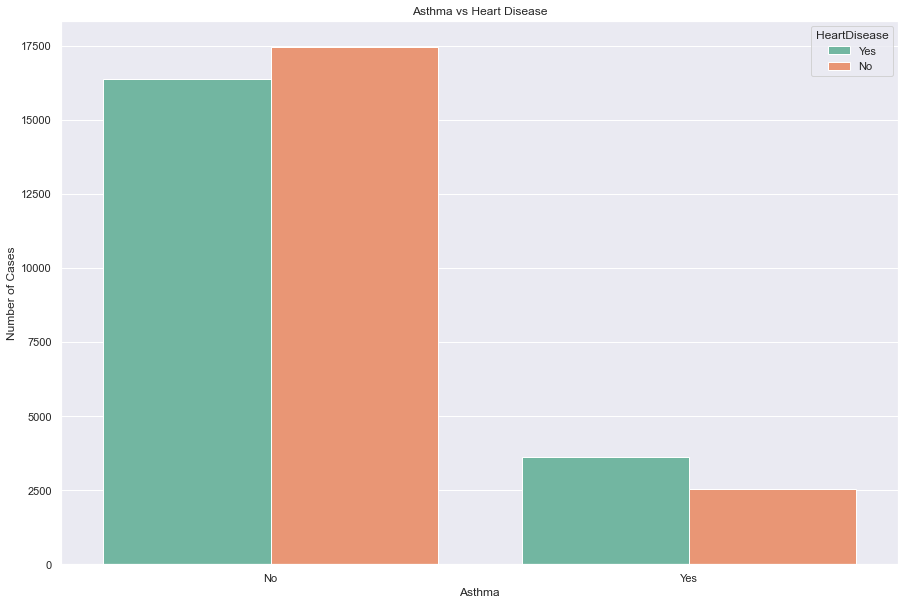 Asthma vs Heart Disease
HeartDisease
Yes
No
17500
15000
12500
10000
7500
5000
2500
0
Number of Cases
No
Yes
Asthma